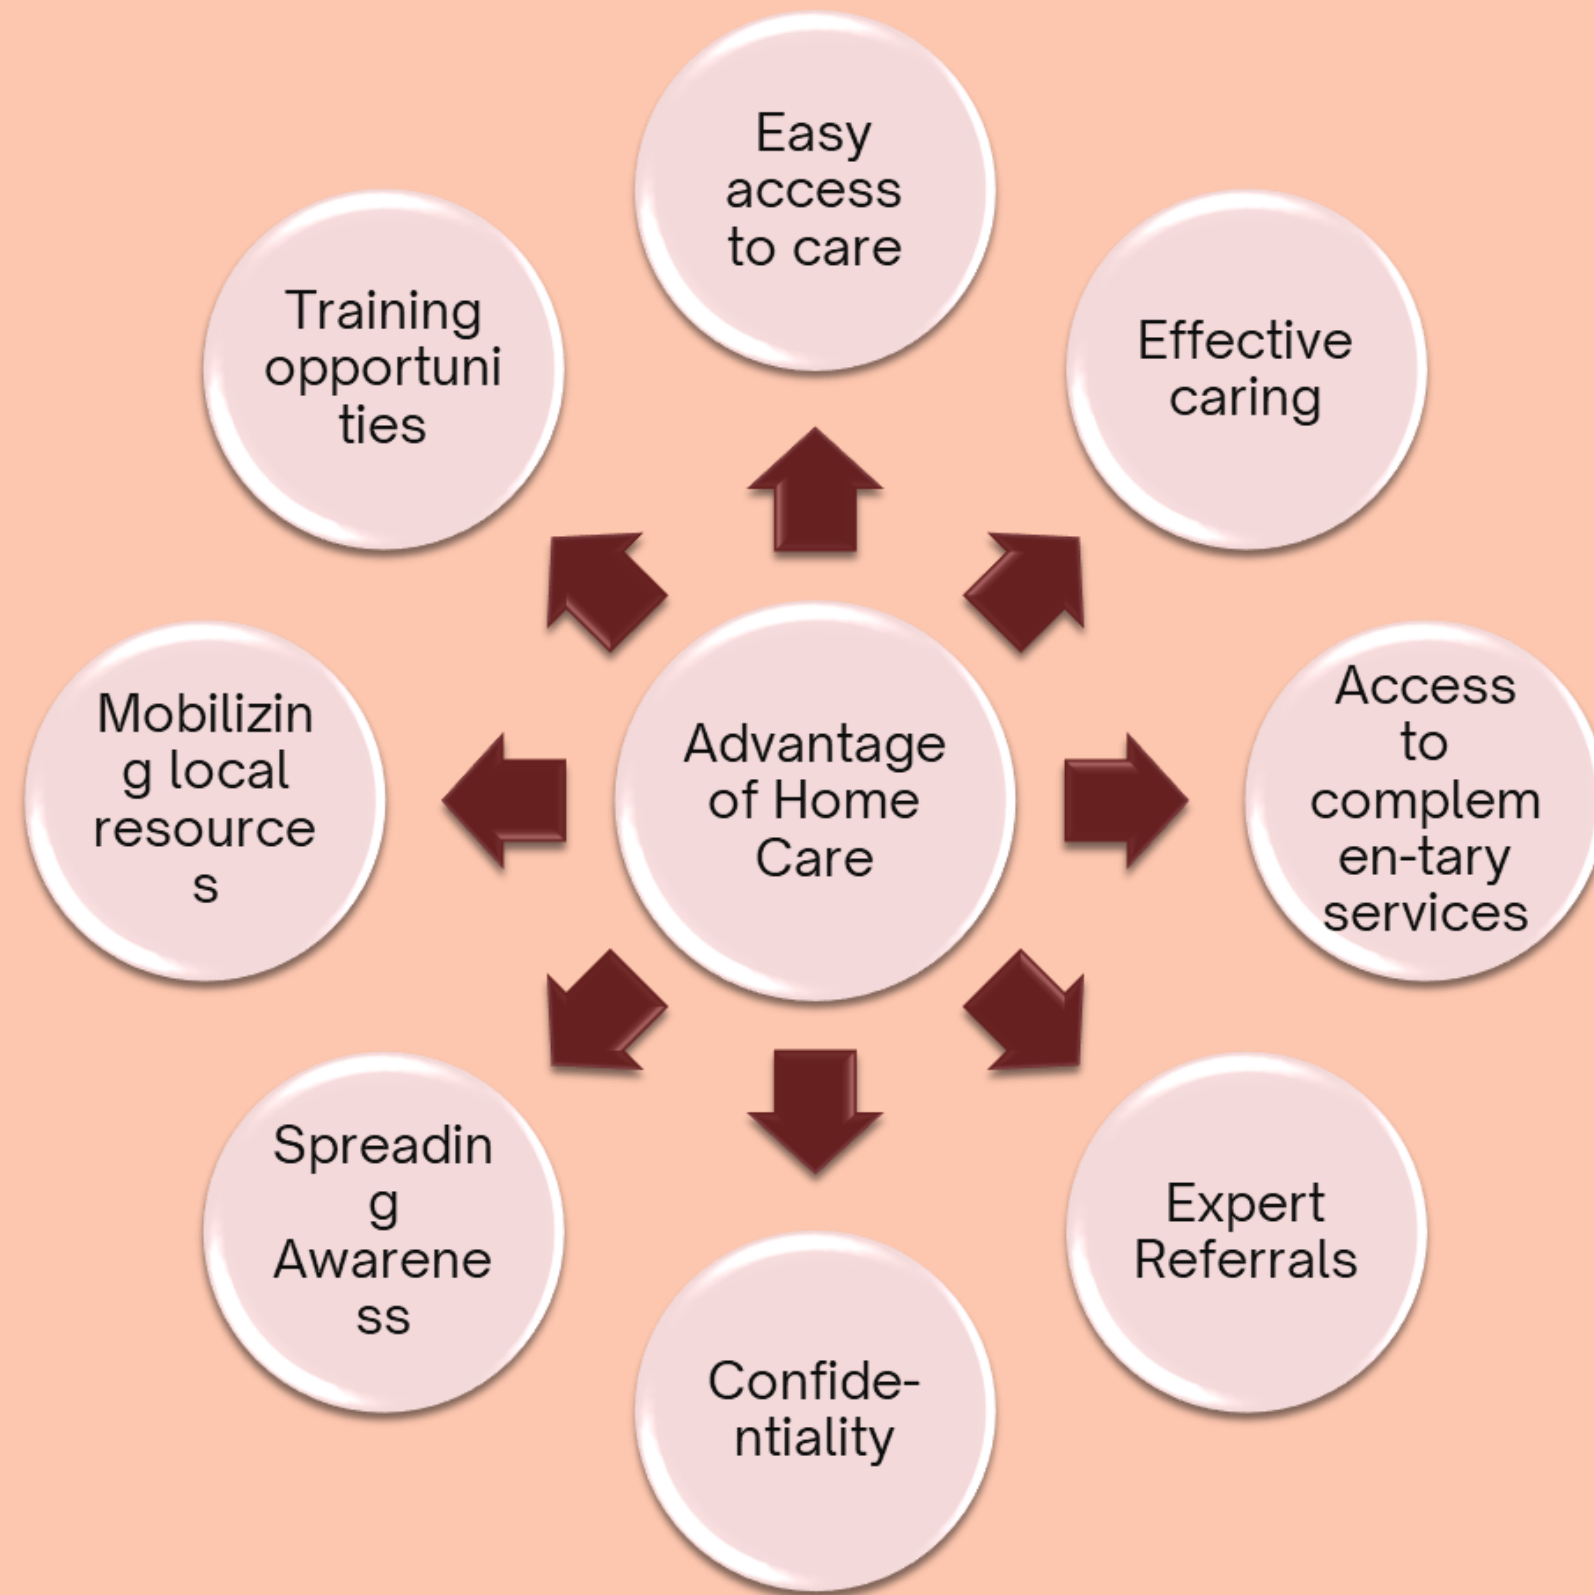 Easy
access
to care
Effective
caring
Access
to
complem
en-tary
services
Expert
Referrals
Confide-
ntiality
Spreadin
g
Awarene
ss
Mobilizin
g local
resource
s
Training
opportuni
ties
Advantage
of Home
Care